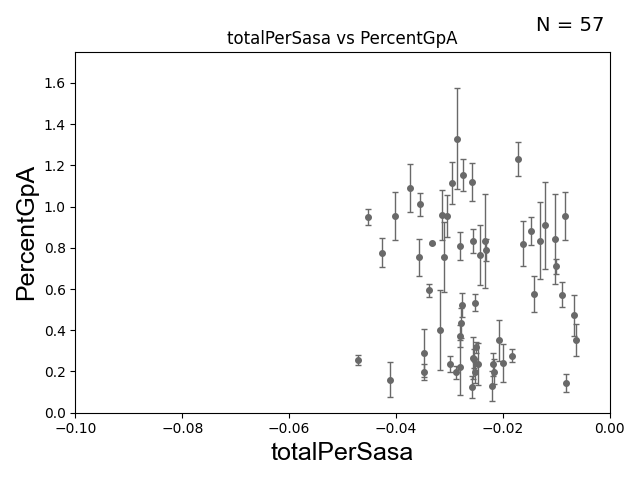 N = 57
totalPerSasa vs PercentGpA
PercentGpA
1.6
1.4
1.2
1.0
0.8
0.6
0.4
0.2
0.0
−0.10 −0.08 −0.06 −0.04 −0.02 0.00
totalPerSasa